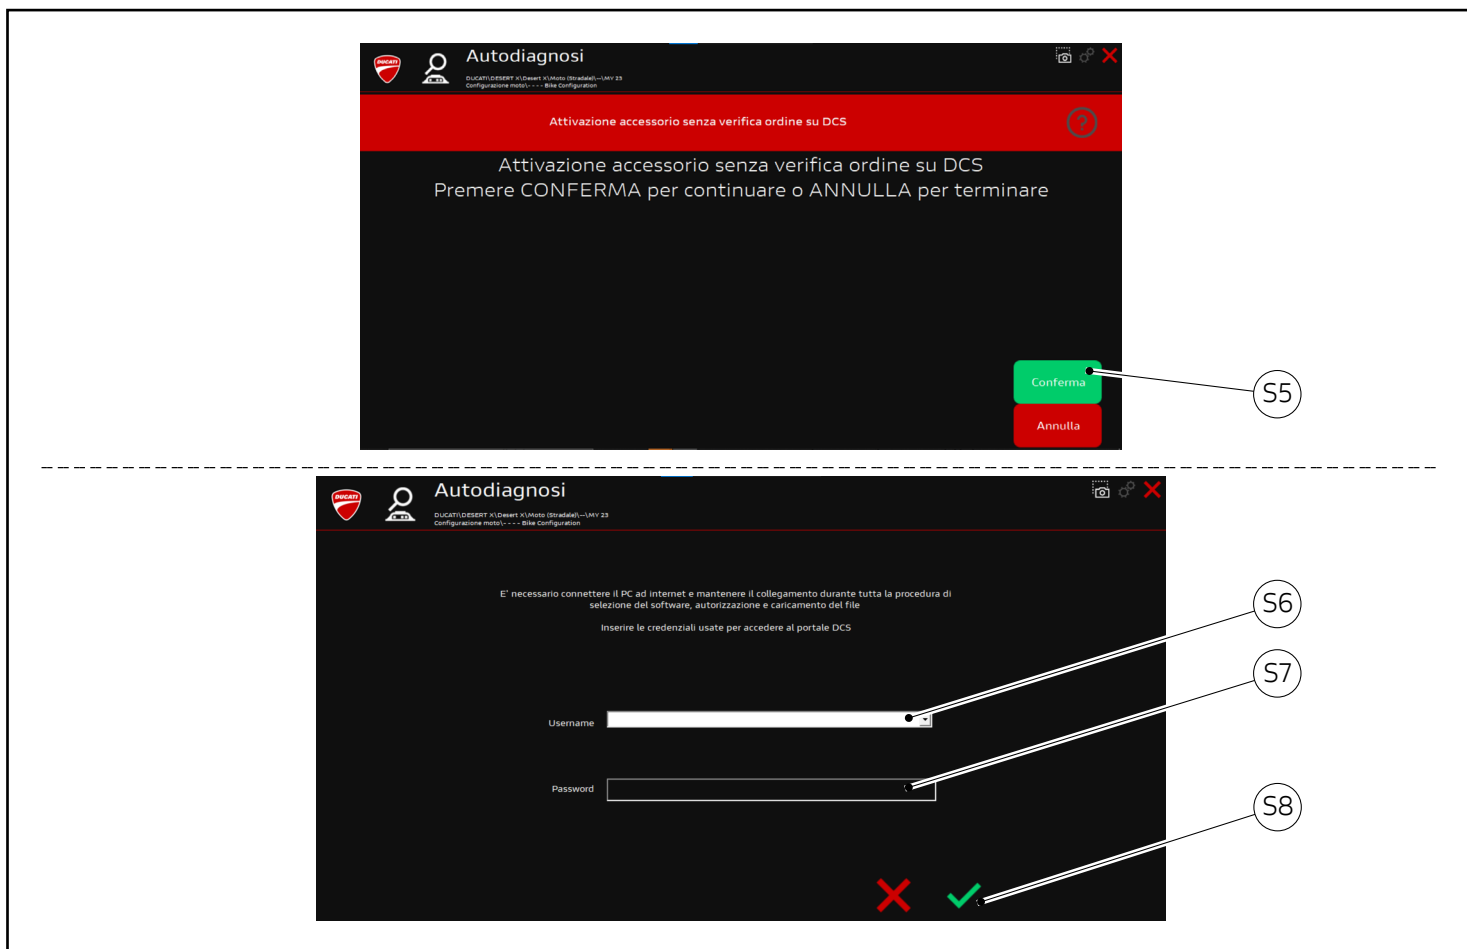 DUCATI
Autodiagnosi
DUCATI\DESERT X\Desert X\Moto (Stradale)\--\MY 23
Configurazione moto\- - - - Bike Configuration
Attivazione accessorio senza verifica ordine su DCS
?
Attivazione accessorio senza verifica ordine su DCS
Premere CONFERMA per continuare o ANNULLA per terminare
Conferma
S5
Annulla
DUCATI
Autodiagnosi
DUCATI\DESERT X\Desert X\Moto (Stradale)\--\MY 23
Configurazione moto\- - - - Bike Configuration
E' necessario connettere il PC ad internet e mantenere il collegamento durante tutta la procedura di
selezione del software, autorizzazione e caricamento del file
Inserire le credenziali usate per accedere al portale DCS
S6
S7
Username
Password
S8